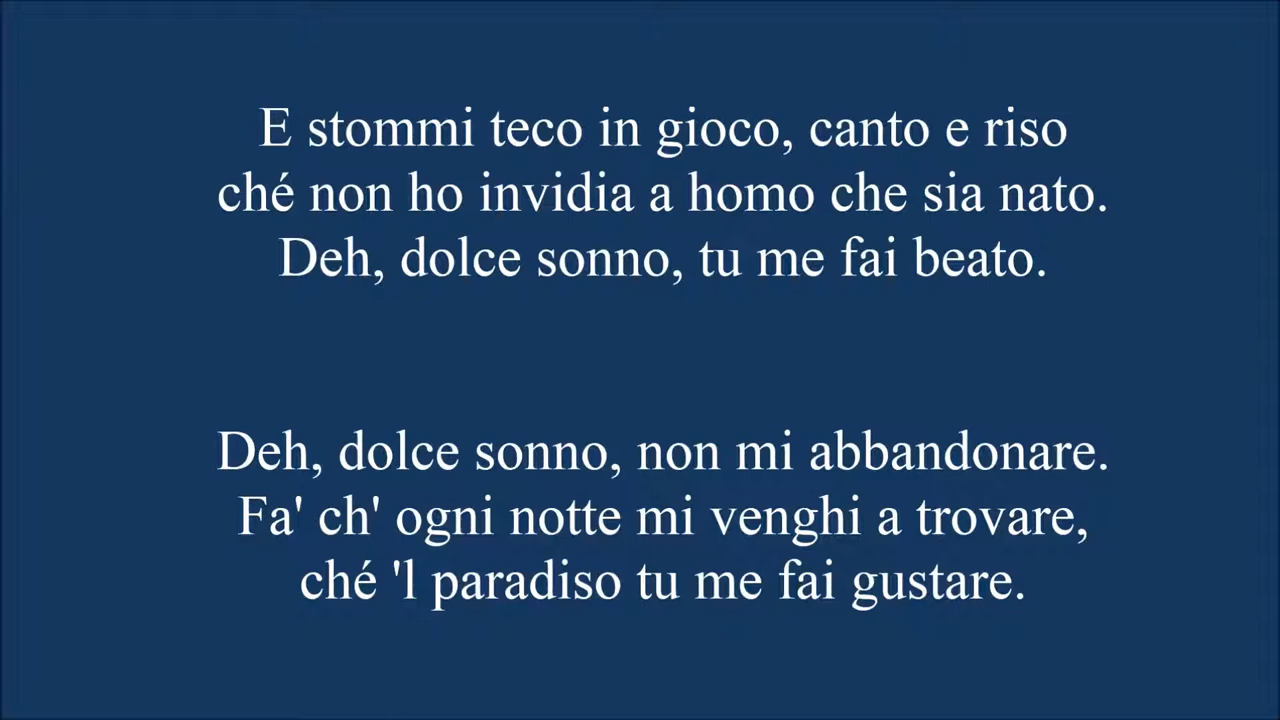 E stommi teco in gioco, canto e riso
ché non ho invidia a homo che sia nato.
Deh, dolce sonno, tu me fai beato.
Deh, dolce sonno, non mi abbandonare.
Fa' ch' ogni notte mi venghi a trovare,
ché 'l paradiso tu me fai gustare.